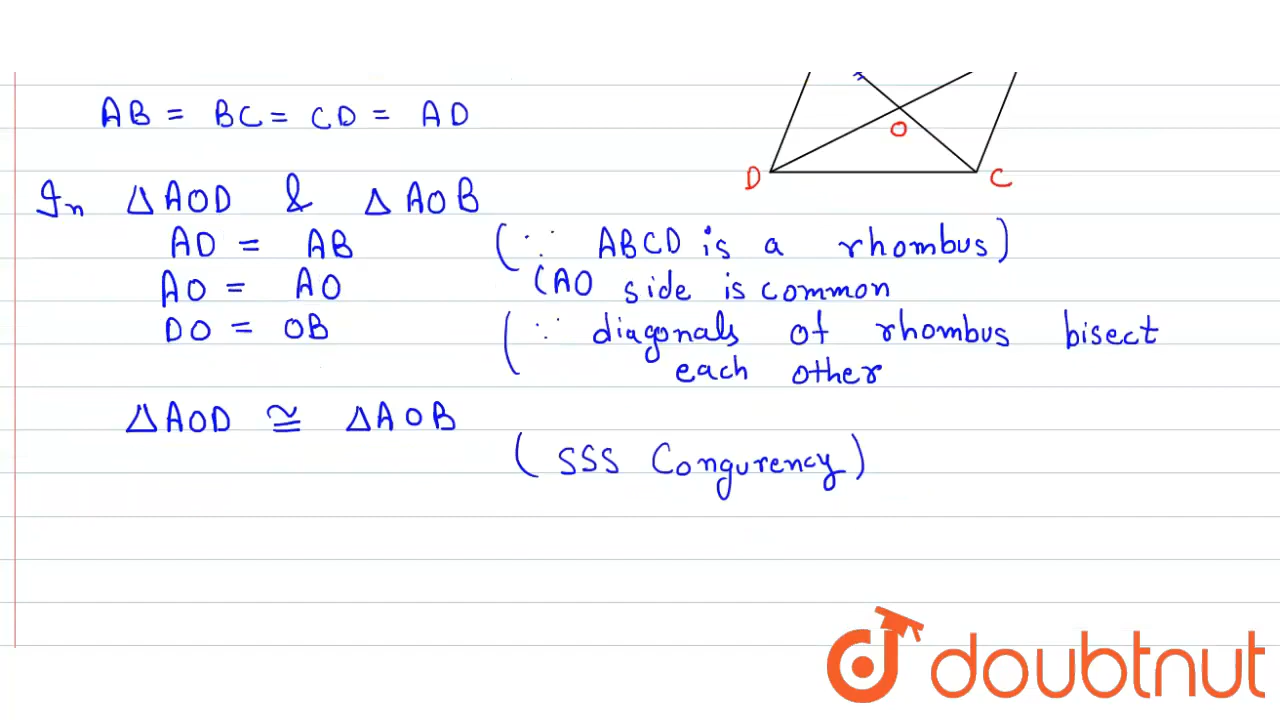 AB = BC = CD = AD
O
D
C
In △AOD & △AOB
AD = AB (∵ ABCD is a rhombus)
AO = AO (AO side is common
DO = OB (∵ diagonals of rhombus bisect
each other
△AOD ≅ △AOB
(SSS Congurency)
doubtnut